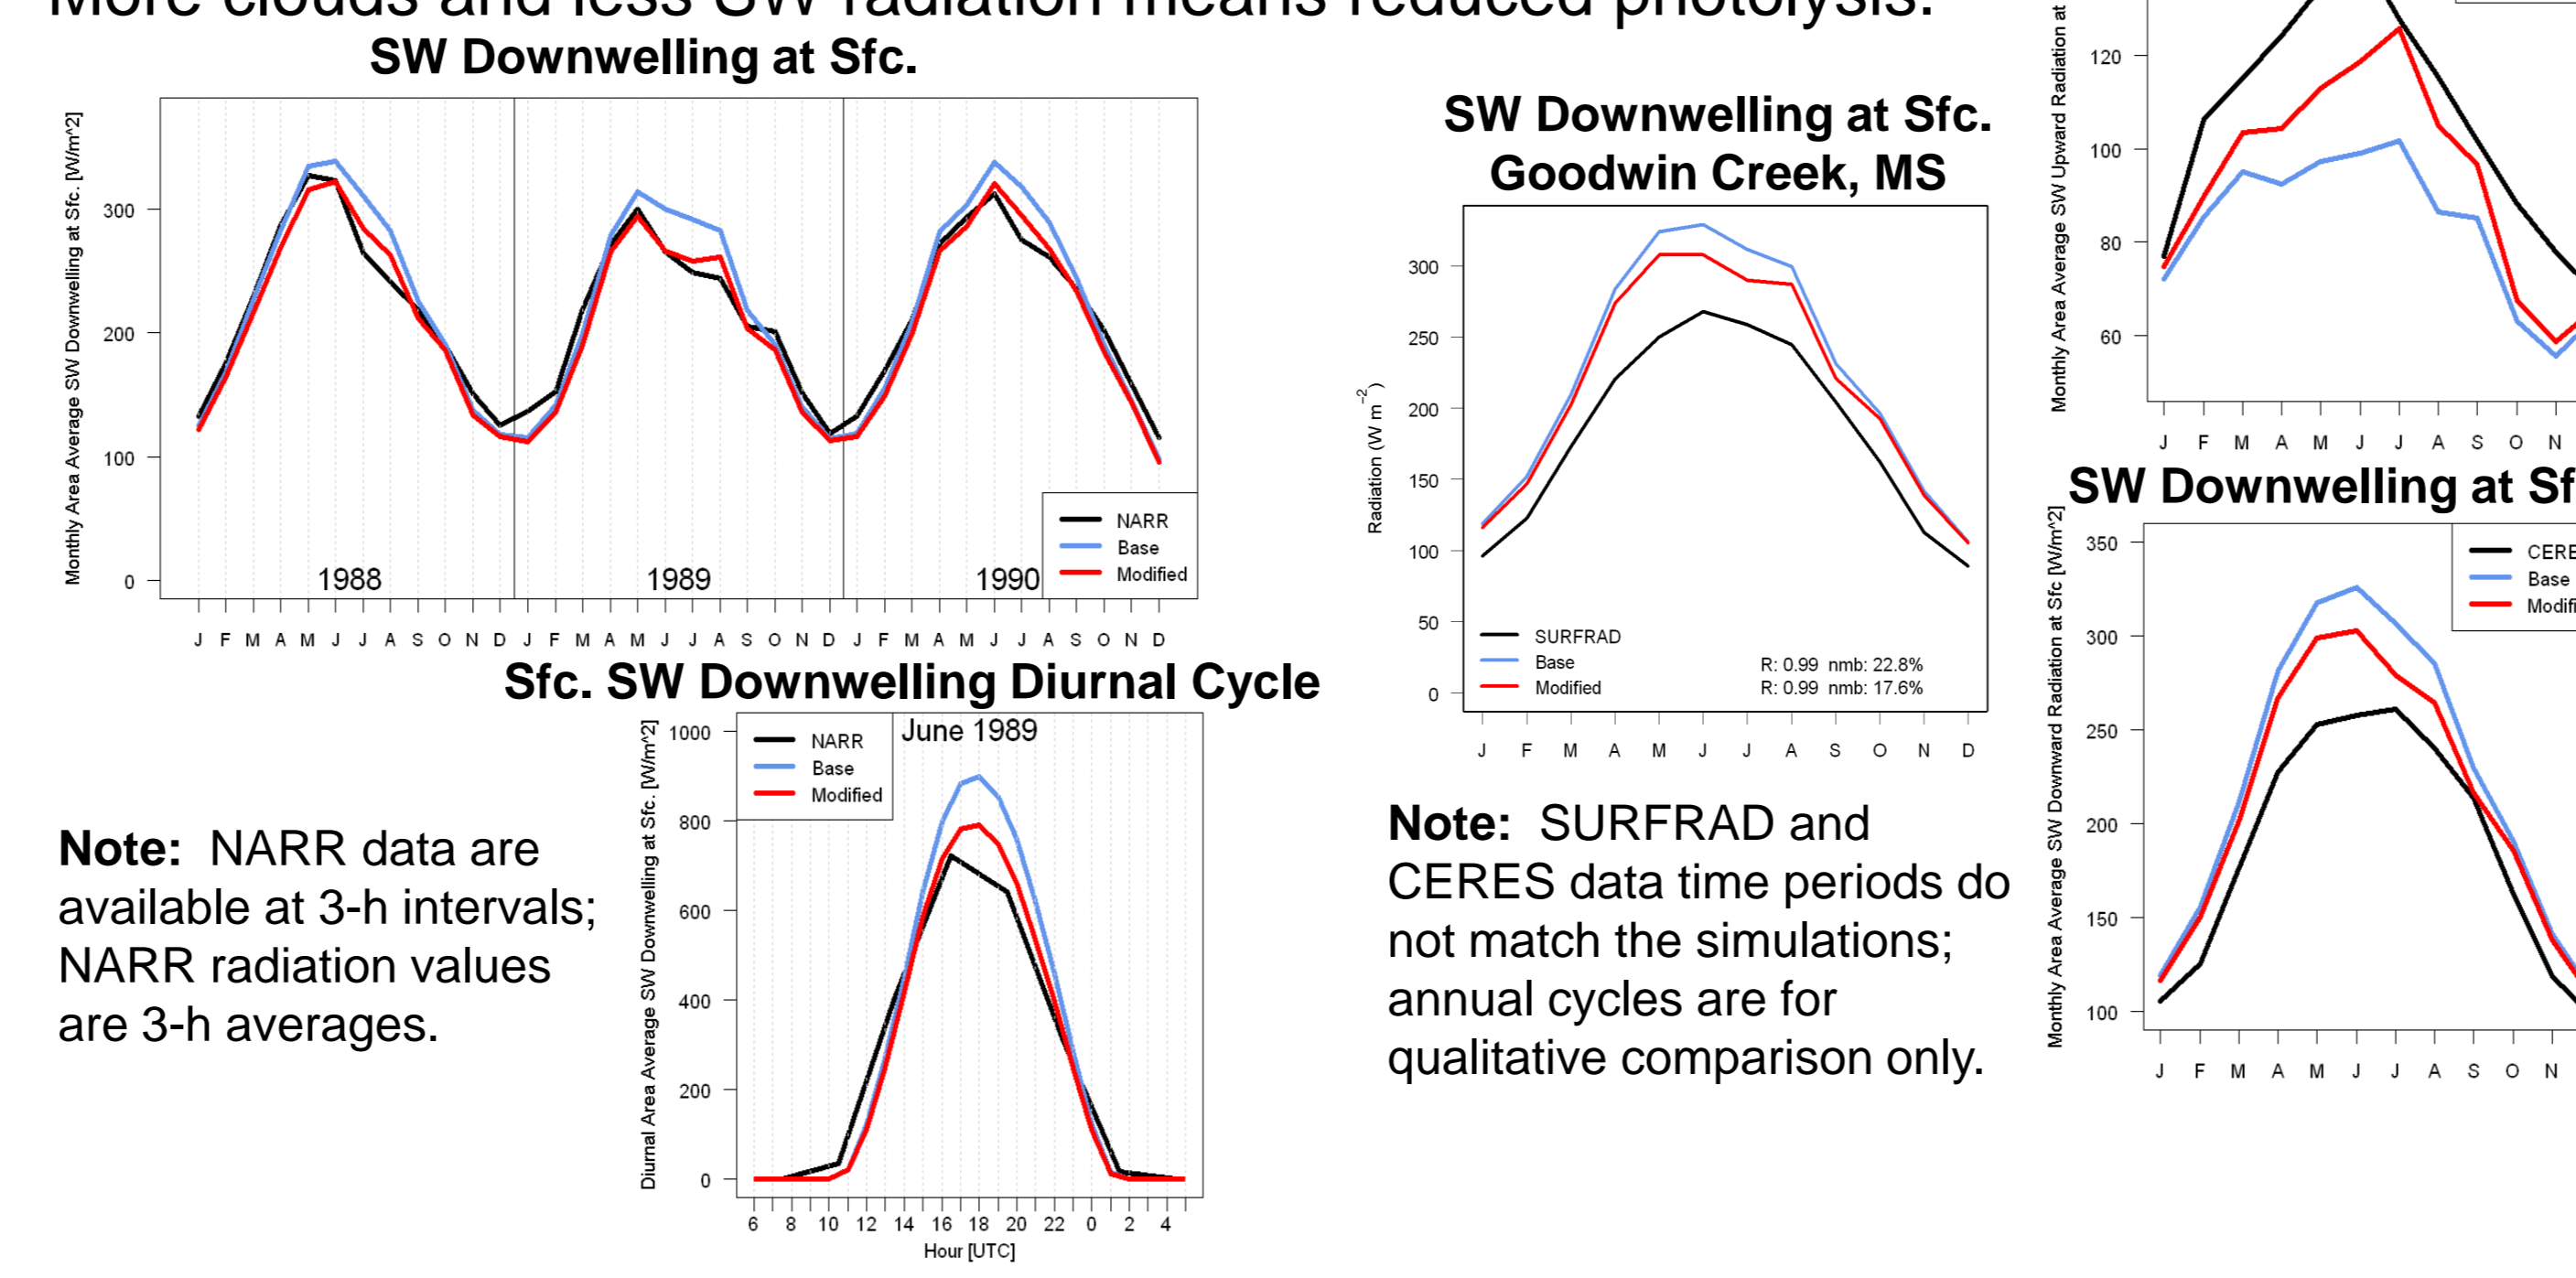 More clouds and less SW radiation means reduced photolysis.
SW Downwelling at Sfc.
Monthly Area Average SW Downwelling at Sfc. [W/m^2]
300
200
100
0
1988
1989
1990
NARR
Base
Modified
J F M A M J J A S O N D J F M A M J J A S O N D J F M A M J J A S O N D
Sfc. SW Downwelling Diurnal Cycle
June 1989
Diurnal Area Average SW Downwelling at Sfc. [W/m^2]
1000
800
600
400
200
0
NARR
Base
Modified
6 8 10 12 14 16 18 20 22 0 2 4
Hour [UTC]
Note: NARR data are
available at 3-h intervals;
NARR radiation values
are 3-h averages.
SW Downwelling at Sfc.
Goodwin Creek, MS
Radiation (W m−2)
300
250
200
150
100
50
0
SURFRAD
Base
Modified
R: 0.99 nmb: 22.8%
R: 0.99 nmb: 17.6%
J F M A M J J A S O N D
Note: SURFRAD and
CERES data time periods do
not match the simulations;
annual cycles are for
qualitative comparison only.
Monthly Area Average SW Upward Radiation at
120
100
80
60
J F M A M J J A S O N
SW Downwelling at Sf
Monthly Area Average SW Downward Radiation at Sfc [W/m^2]
350
300
250
200
150
100
CERE
Base
Modifi
J F M A M J J A S O N